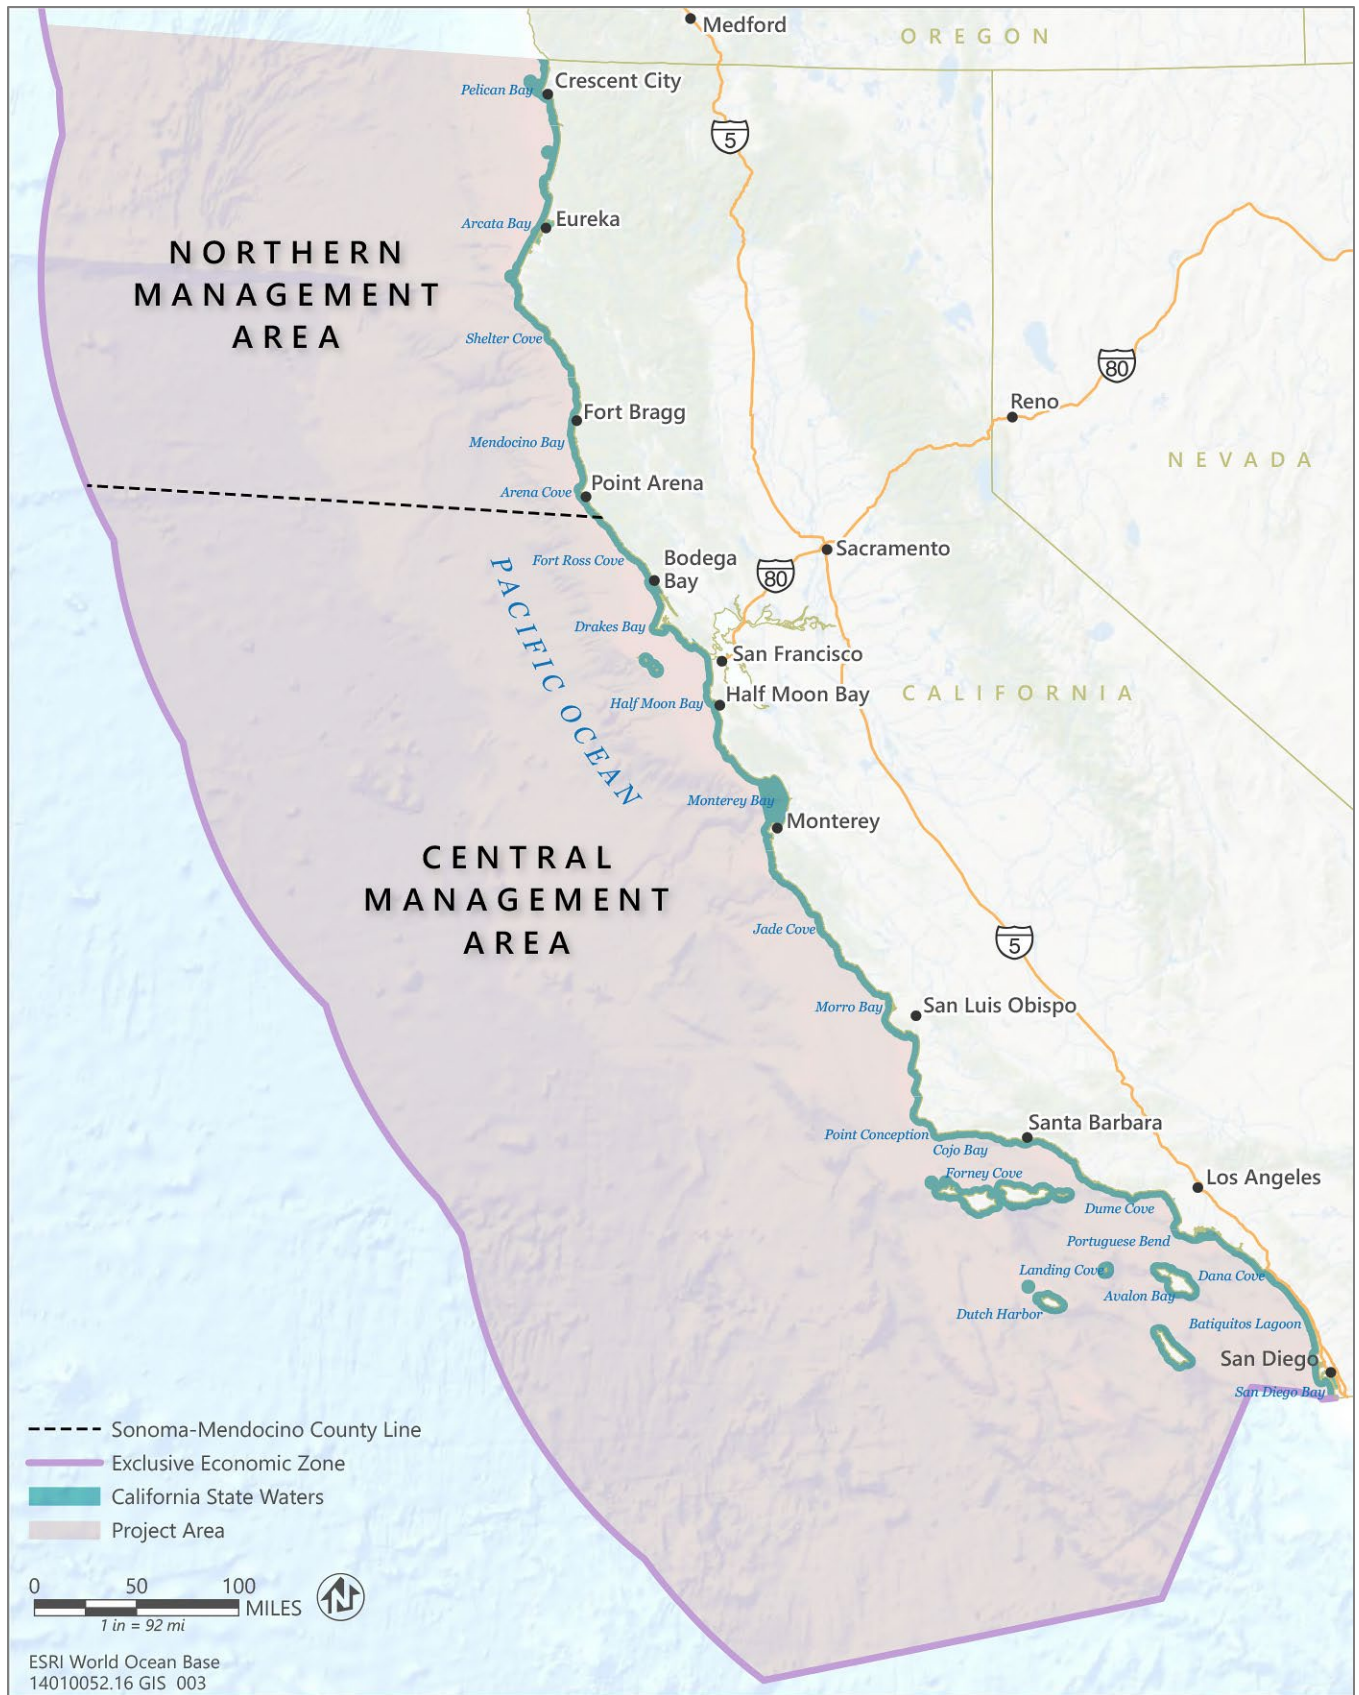 Medford
OREGON
Crescent City
Pelican Bay
5
Eureka
Arcata Bay
NORTHERN
MANAGEMENT
AREA
Shelter Cove
80
Reno
Fort Bragg
Mendocino Bay
NEVADA
Point Arena
Arena Cove
Sacramento
Fort Ross Cove
Bodega
Bay
80
PACIFIC OCEAN
Drakes Bay
San Francisco
Half Moon Bay
CALIFORNIA
Half Moon Bay
Monterey Bay
Monterey
CENTRAL
MANAGEMENT
AREA
Jade Cove
5
Morro Bay
San Luis Obispo
Santa Barbara
Point Conception
Cojo Bay
Forney Cove
Los Angeles
Dume Cove
Portuguese Bend
Landing Cove
Dana Cove
Avalon Bay
Dutch Harbor
Batiquitos Lagoon
San Diego
San Diego Bay
Sonoma-Mendocino County Line
Exclusive Economic Zone
California State Waters
Project Area
0 50 100
MILES
1 in = 92 mi
N
ESRI World Ocean Base
14010052.16 GIS 003